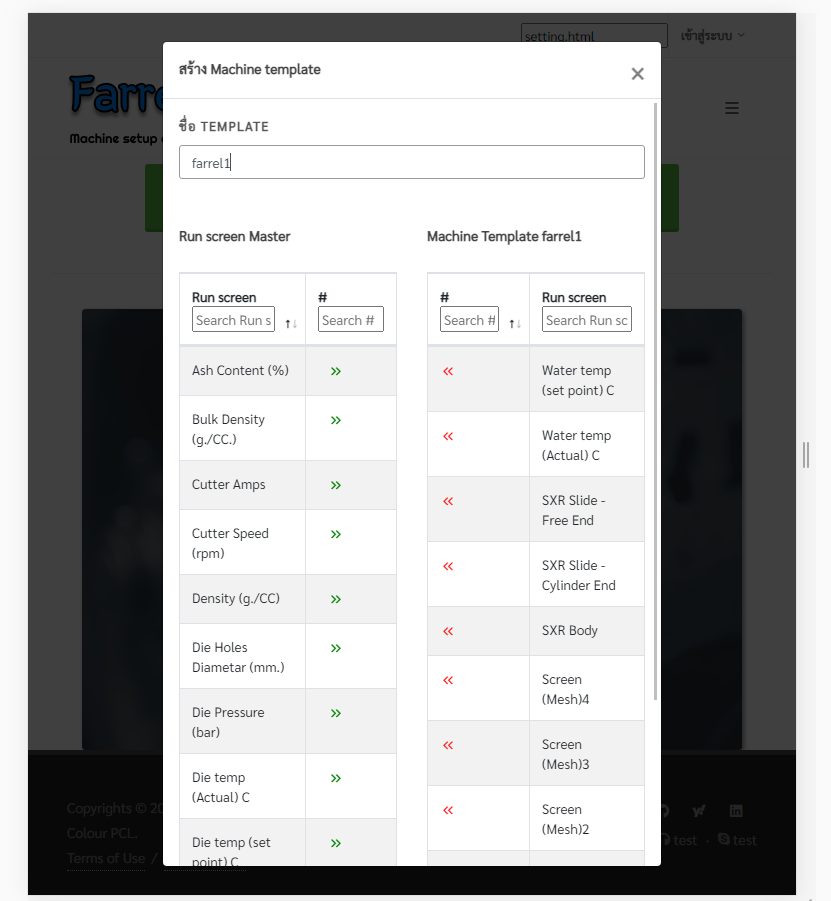 setting.html
เข้าสู่ระบบ
สร้าง Machine template
×
Farre
Machine setup
ชื่อ TEMPLATE
farrel1
Run screen Master
Machine Template farrel1
Run screen
#
#
Run screen
Search Run s
Search #
Search #
Search Run sc
Ash Content (%)
Water temp
(set point) C
Bulk Density
(g./CC.)
Water temp
(Actual) C
Cutter Amps
SXR Slide -
Free End
Cutter Speed
(rpm)
SXR Slide -
Cylinder End
Density (g./CC)
SXR Body
Die Holes
Diametar (mm.)
Screen
(Mesh)4
Die Pressure
(bar)
Screen
(Mesh)3
Die temp
(Actual) C
Screen
(Mesh)2
Die temp (set
point) C
Copyrights © 20
Colour PCL.
Terms of Use /
test · test